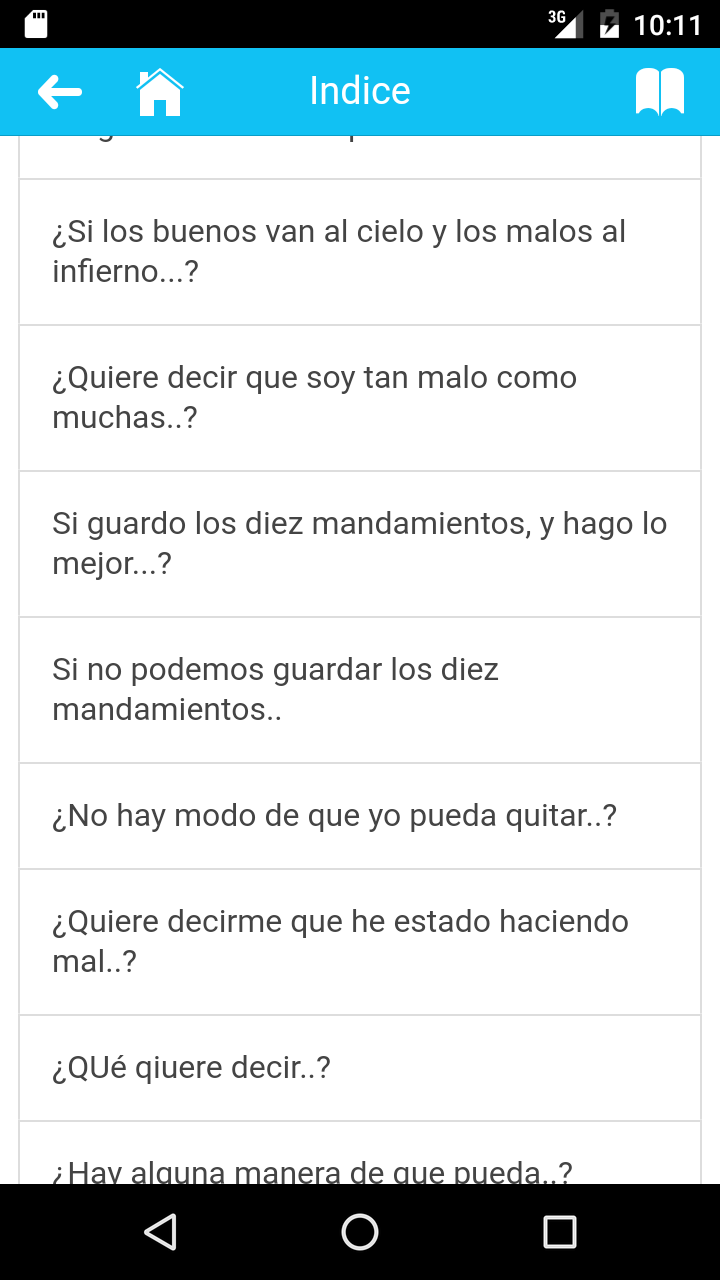 3G 10:11
Indice
¿Si los buenos van al cielo y los malos al
infierno...?
¿Quiere decir que soy tan malo como
muchas..?
Si guardo los diez mandamientos, y hago lo
mejor...?
Si no podemos guardar los diez
mandamientos..
¿No hay modo de que yo pueda quitar..?
¿Quiere decirme que he estado haciendo
mal..?
¿QUé qiuere decir..?
¿Hay alguna manera de que pueda..?